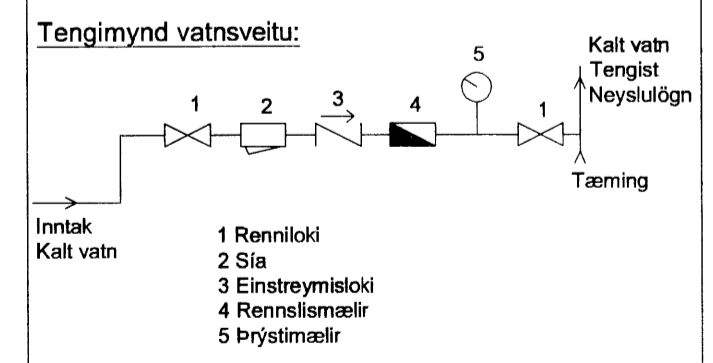 Tengimynd vatnsveitu:
Kalt vatn
Tengist
Neyslulögn
5
1
2
3
4
1
Tæming
Inntak
Kalt vatn
1 Renniloki
2 Sía
3 Einstreymisloki
4 Rennslismælir
5 Þrýstimælir